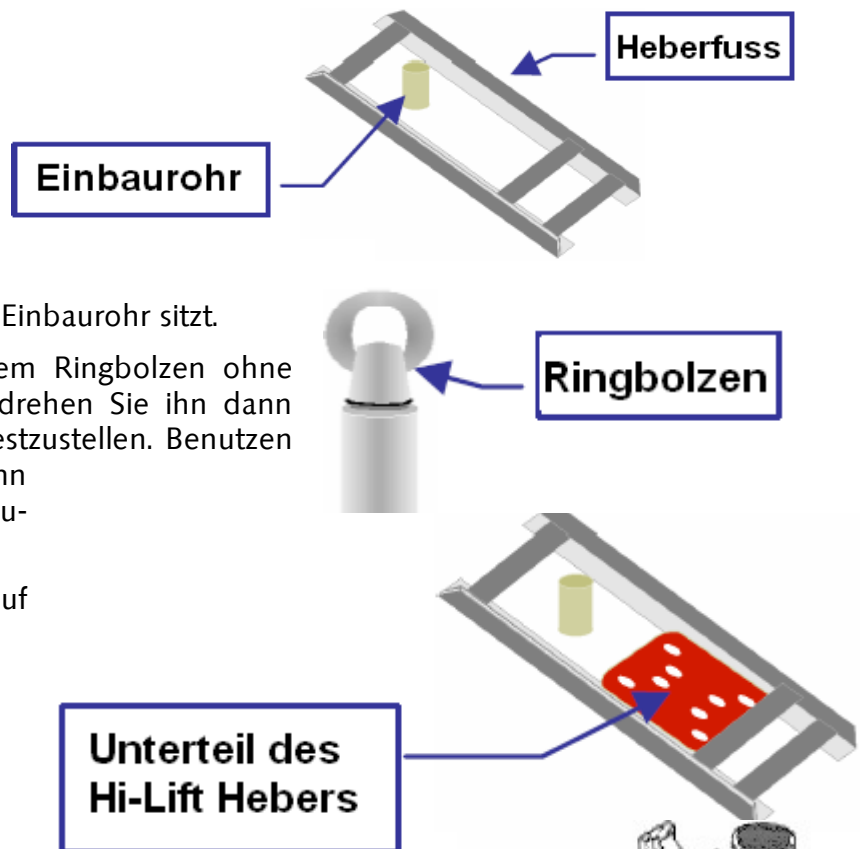 Heberfuss
Einbaurohr
Einbaurohr sitzt.
em Ringbolzen ohne
drehen Sie ihn dann
estzustellen. Benutzen
nn
u-
uf
Ringbolzen
Unterteil des
Hi-Lift Hebers